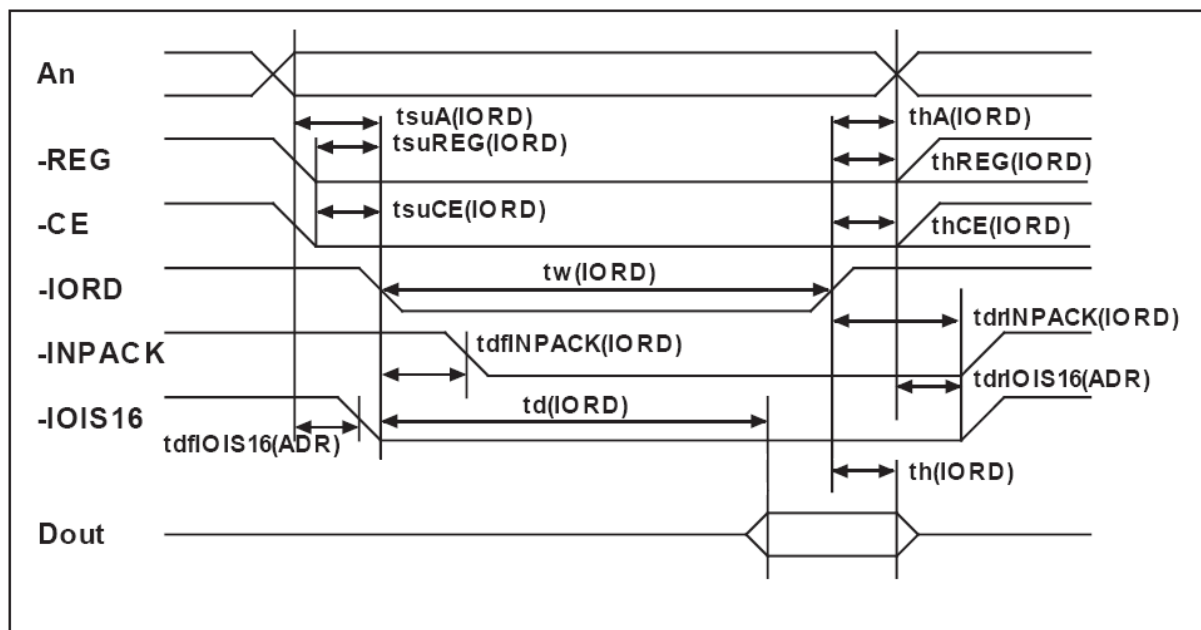 An
tsuA(IORD)
thA(IORD)
tsuREG(IORD)
-REG
thREG(IORD)
tsuCE(IORD)
-CE
thCE(IORD)
tw(IORD)
-IORD
tdrINPACK(IORD)
tdfINPACK(IORD)
-INPACK
tdrIOIS16(ADR)
td(IORD)
-IOIS16
tdfIOIS16(ADR)
th(IORD)
Dout